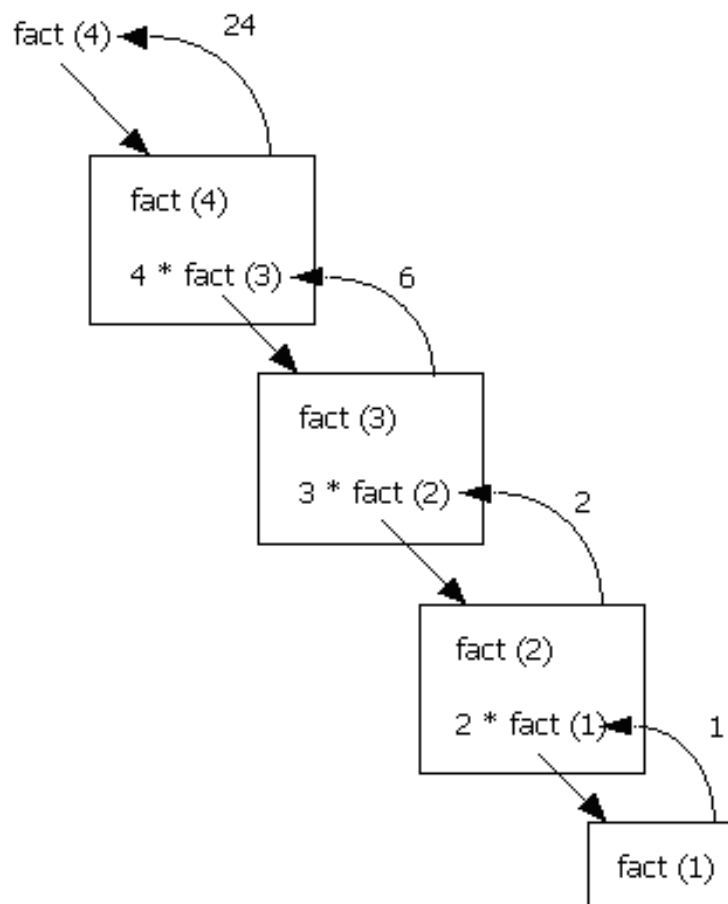 24
fact (4)
fact (4)
4 * fact (3)
6
fact (3)
3 * fact (2)
2
fact (2)
2 * fact (1)
1
fact (1)